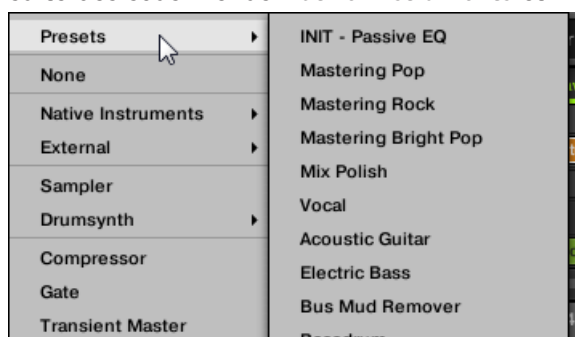 Presets
None
Native Instruments
External
Sampler
Drumsynth
Compressor
Gate
Transient Master
INIT - Passive EQ
Mastering Pop
Mastering Rock
Mastering Bright Pop
Mix Polish
Vocal
Acoustic Guitar
Electric Bass
Bus Mud Remover